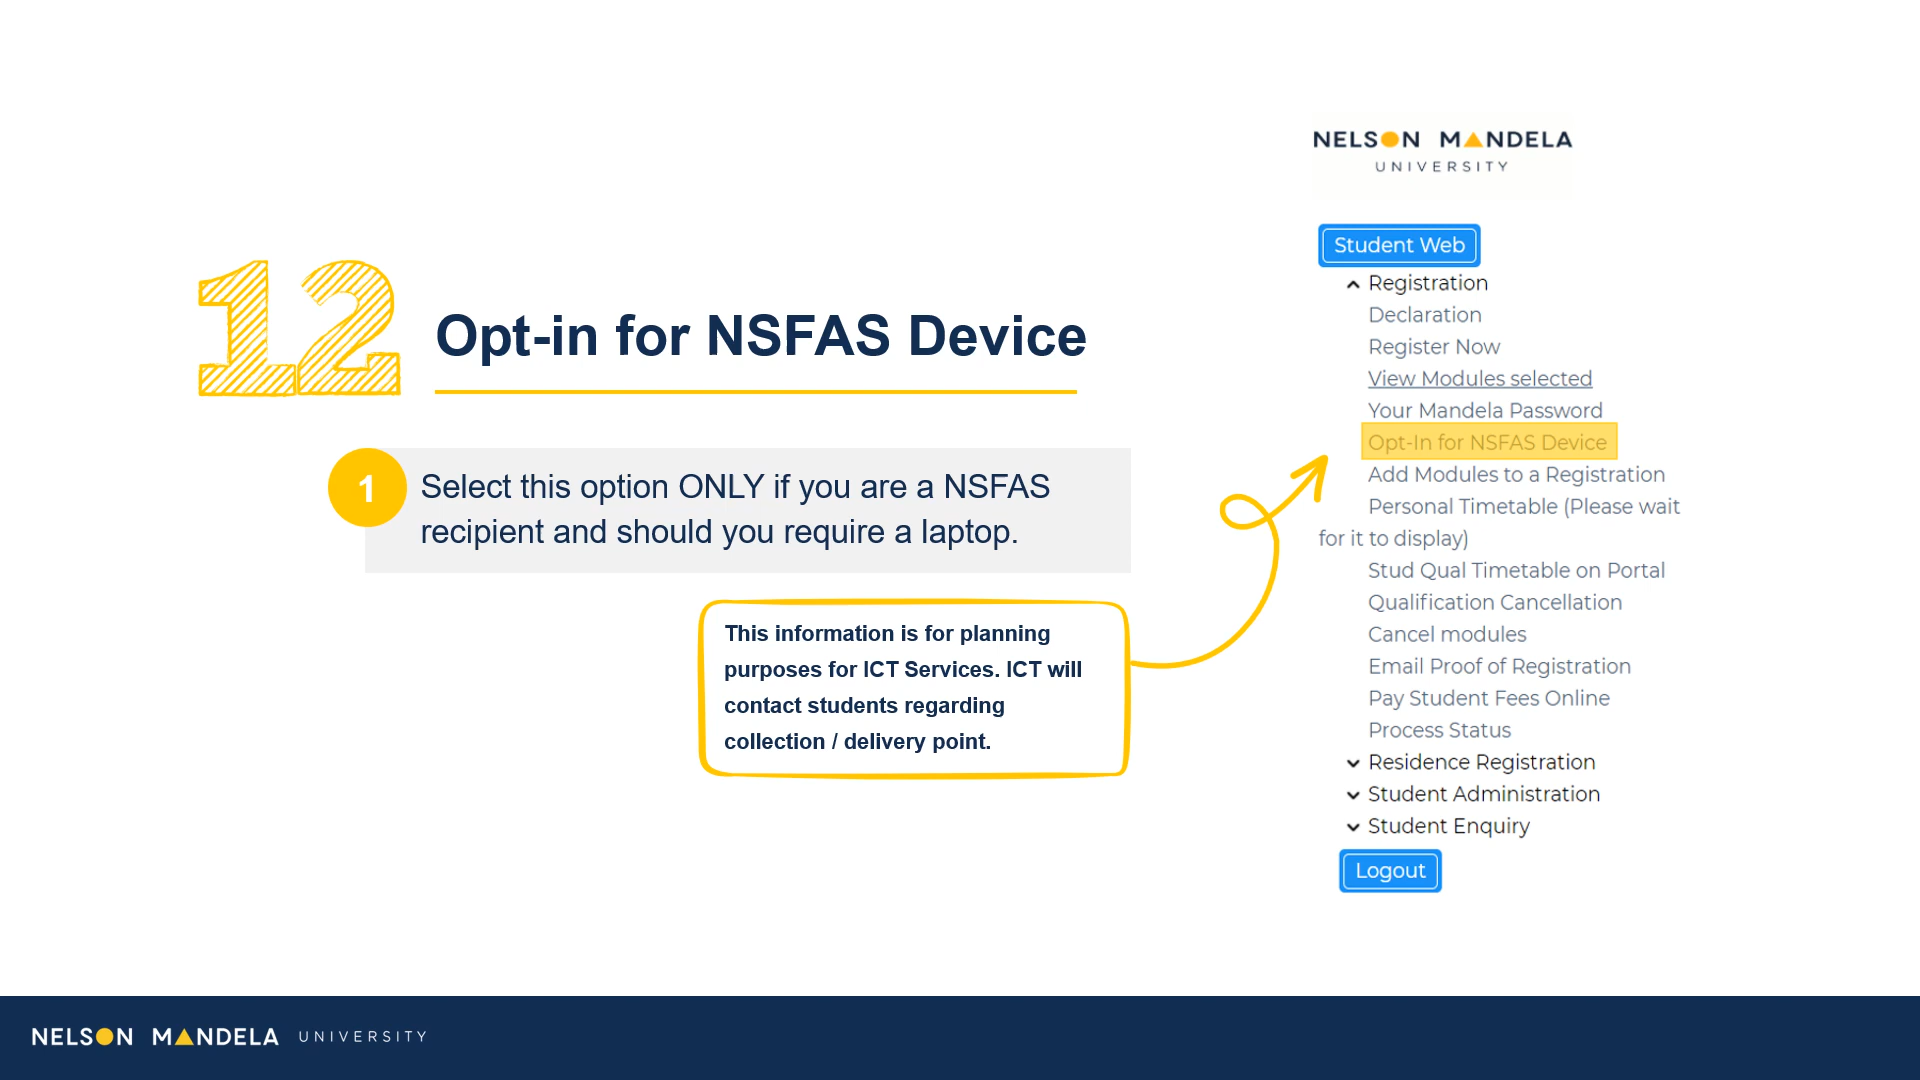 12
Opt-in for NSFAS Device
1
Select this option ONLY if you are a NSFAS
recipient and should you require a laptop.
This information is for planning
purposes for ICT Services. ICT will
contact students regarding
collection / delivery point.
NELSON MANDELA
UNIVERSITY
Student Web
Registration
Declaration
Register Now
View Modules selected
Your Mandela Password
Opt-In for NSFAS Device
Add Modules to a Registration
Personal Timetable (Please wait
for it to display)
Stud Qual Timetable on Portal
Qualification Cancellation
Cancel modules
Email Proof of Registration
Pay Student Fees Online
Process Status
Residence Registration
Student Administration
Student Enquiry
Logout
NELSON MANDELA UNIVERSITY